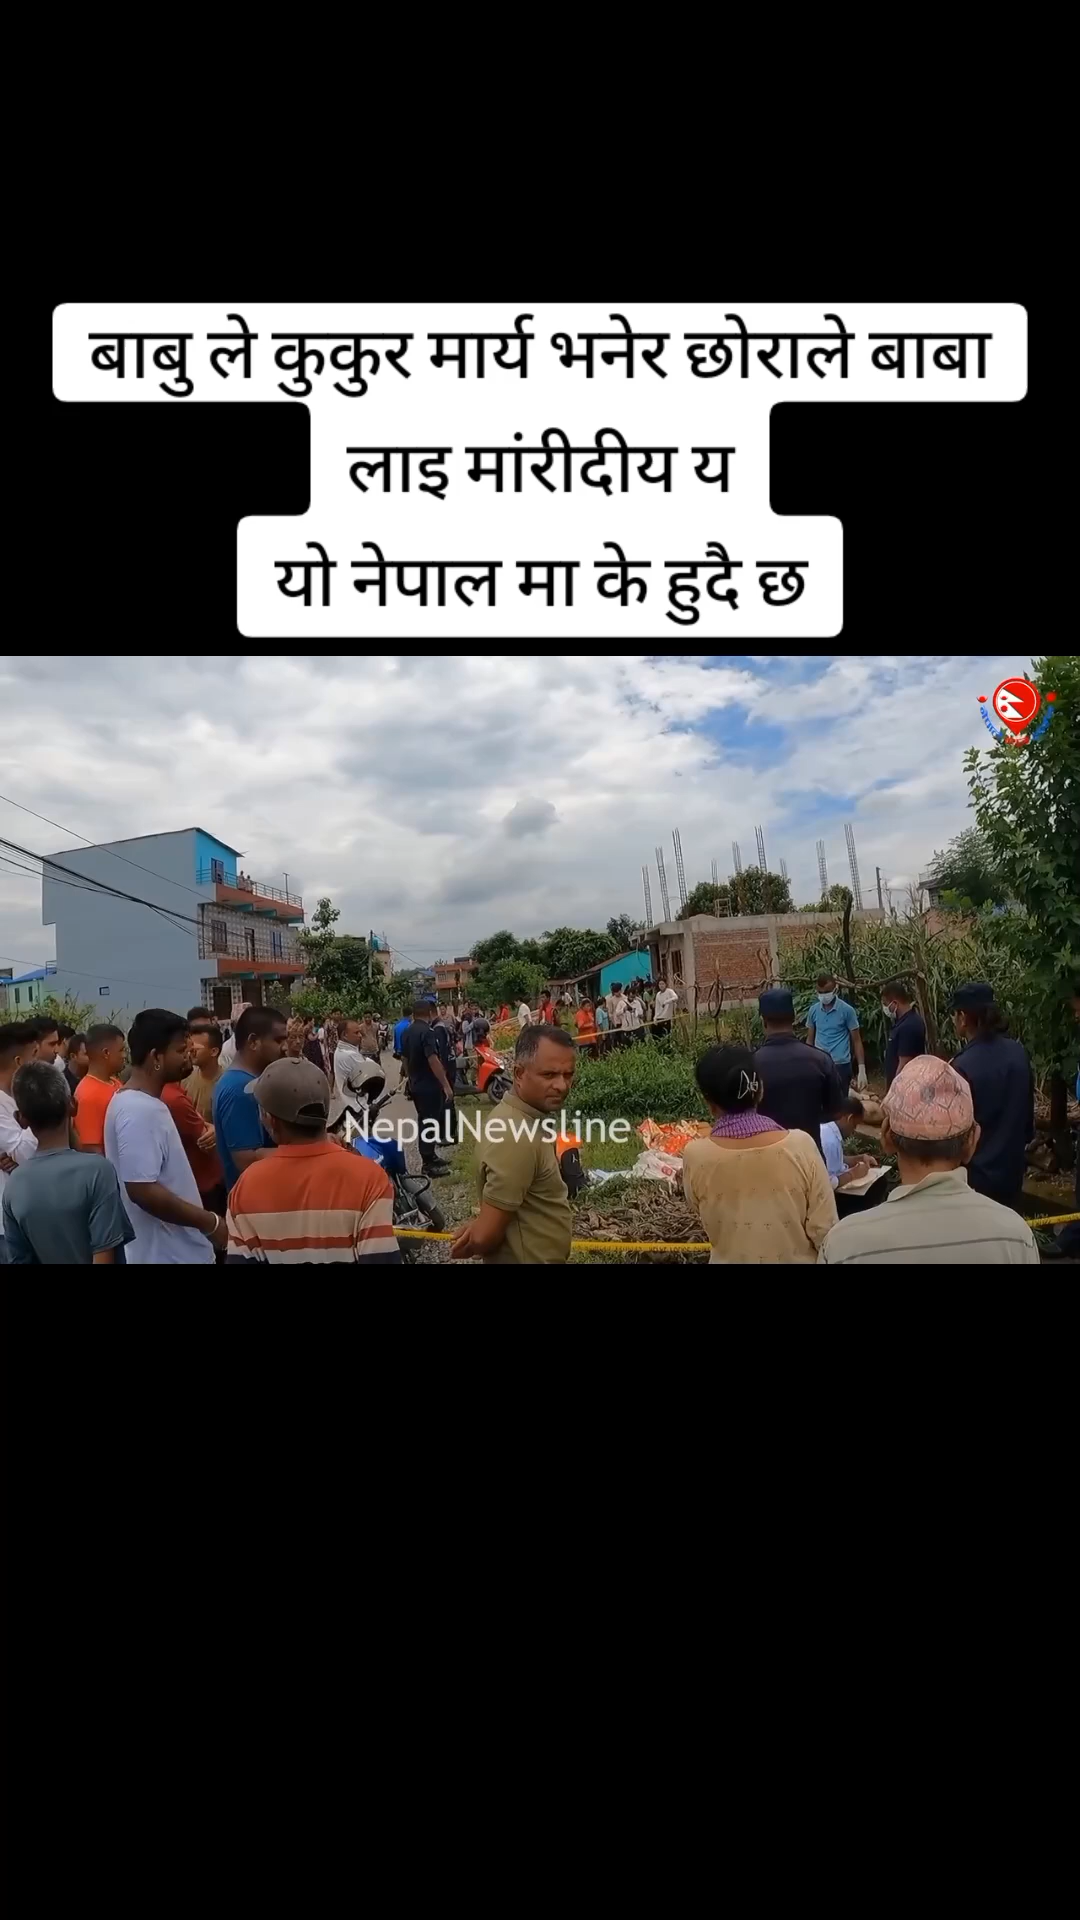 बाबु ले कुकुर मार्य भनेर छोराले बाबा
लाइ मांरीदीय य
यो नेपाल मा के हुदै छ
NepalNewsline